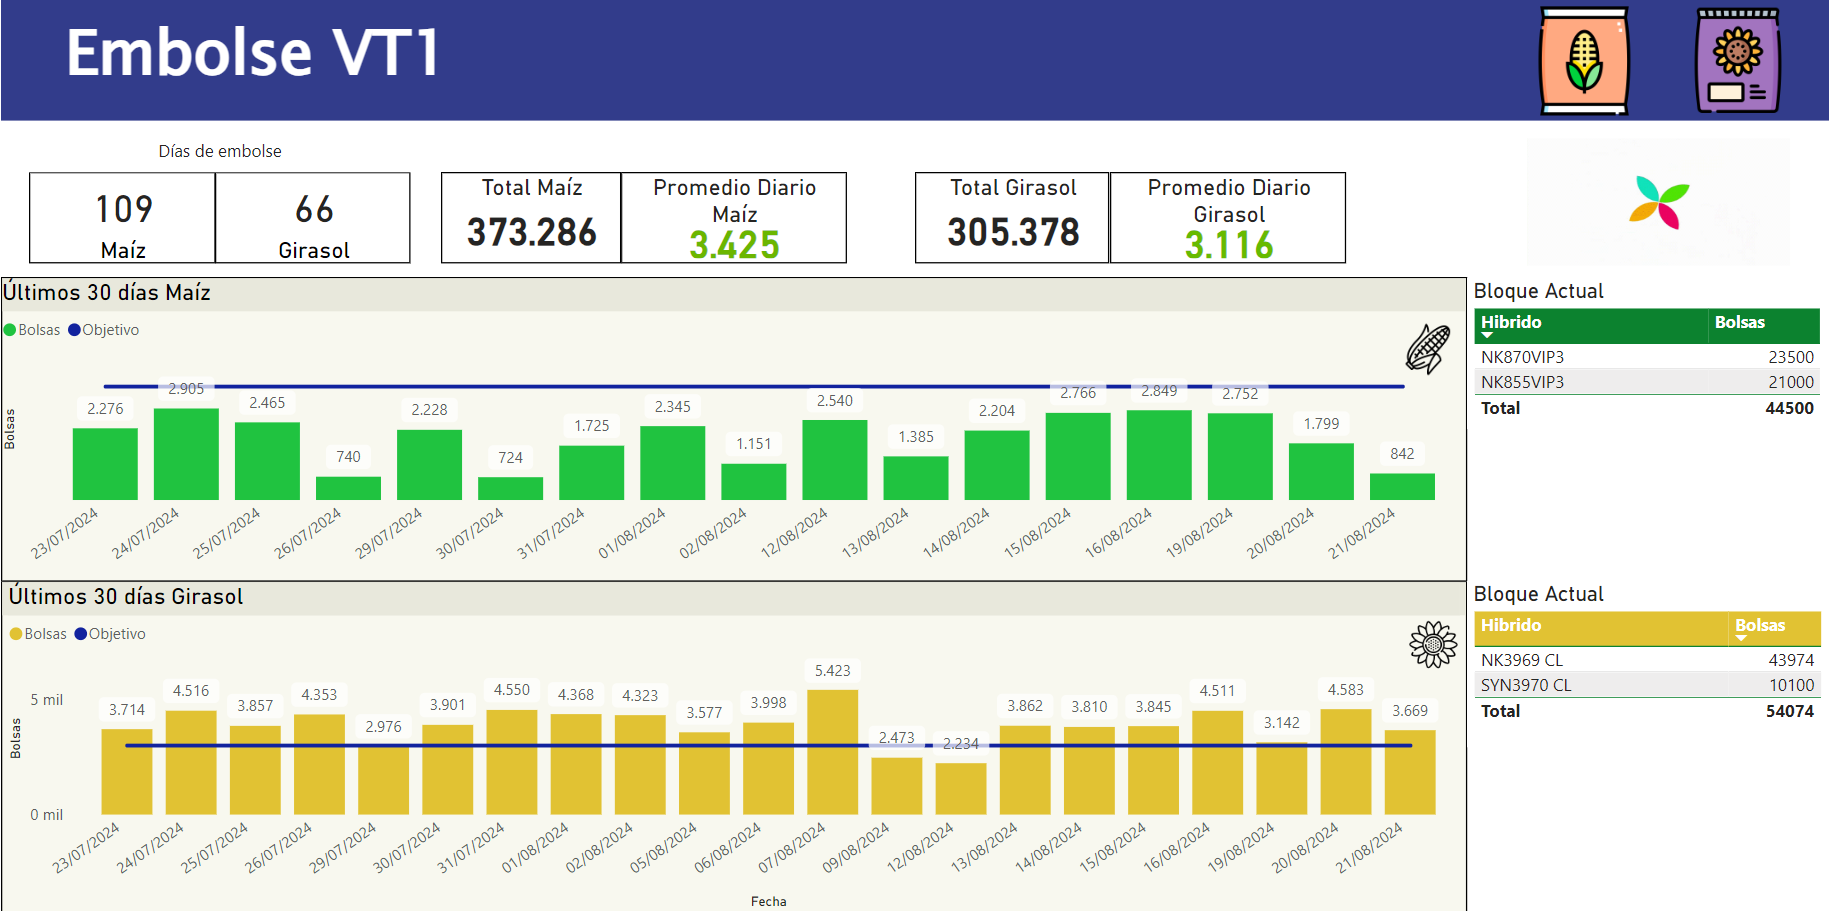 Embolse VT1
Días de embolse
109
Maíz
66
Girasol
Total Maíz
373.286
Promedio Diario
Maíz
3.425
Total Girasol
305.378
Promedio Diario
Girasol
3.116
Últimos 30 días Maíz
Bolsas Objetivo
Bolsas
2.276
2.905
2.465
740
2.228
724
1.725
2.345
1.151
2.540
1.385
2.204
2.766
2.849
2.752
1.799
842
23/07/2024
24/07/2024
25/07/2024
26/07/2024
29/07/2024
30/07/2024
31/07/2024
01/08/2024
02/08/2024
12/08/2024
13/08/2024
14/08/2024
15/08/2024
16/08/2024
19/08/2024
20/08/2024
21/08/2024
Bloque Actual
Hibrido Bolsas
NK870VIP3 23500
NK855VIP3 21000
Total 44500
Últimos 30 días Girasol
Bolsas Objetivo
Bolsas
5 mil
0 mil
3.714
4.516
3.857
4.353
2.976
3.901
4.550
4.368
4.323
3.577
3.998
5.423
2.473
2.234
3.862
3.810
3.845
4.511
3.142
4.583
3.669
23/07/2024
24/07/2024
25/07/2024
26/07/2024
29/07/2024
30/07/2024
31/07/2024
01/08/2024
02/08/2024
05/08/2024
06/08/2024
07/08/2024
09/08/2024
12/08/2024
13/08/2024
14/08/2024
15/08/2024
16/08/2024
19/08/2024
20/08/2024
21/08/2024
Fecha
Bloque Actual
Hibrido Bolsas
NK3969 CL 43974
SYN3970 CL 10100
Total 54074